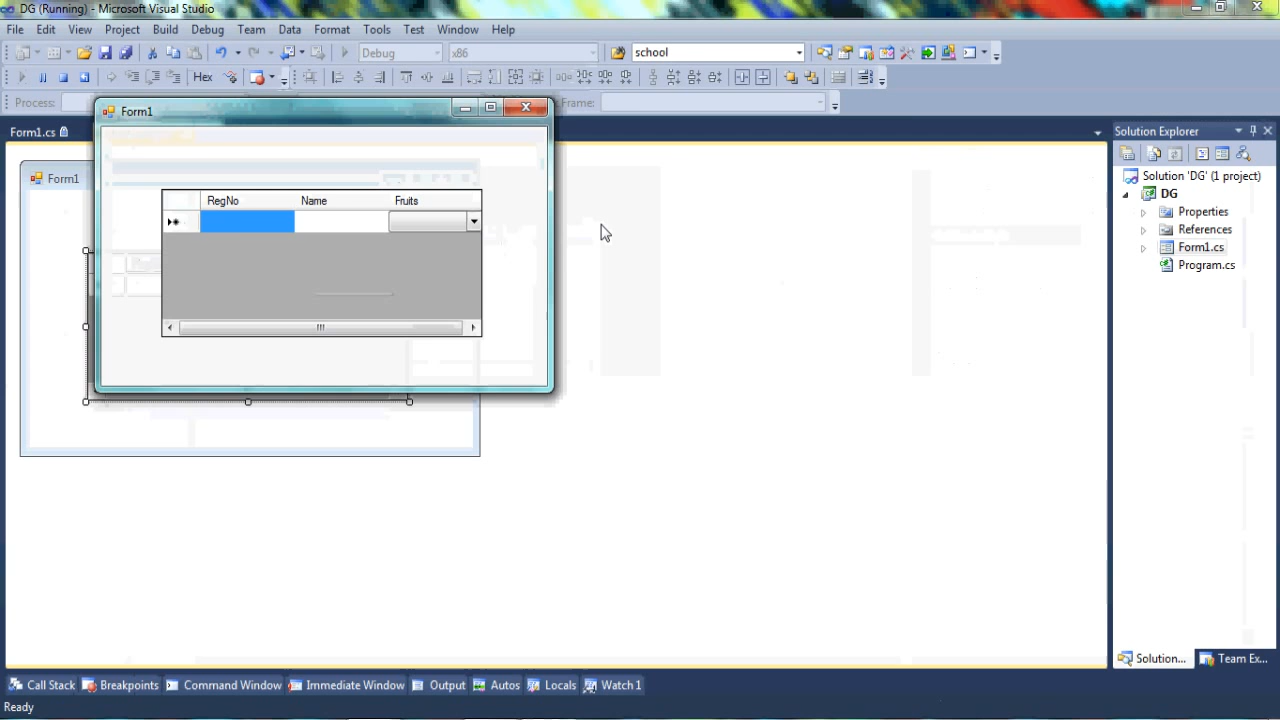 DG (Running) - Microsoft Visual Studio
File Edit View Project Build Debug Team Data Tools Format Test Window Help
Debug x86 school
Hex
Process: Frame:
Form1
Form1.cs
Form1
RegNo Name Fruits
Solution Explorer
Solution 'DG' (1 project)
DG
Properties
References
Form1.cs
Program.cs
Solution... Team Ex...
Call Stack Breakpoints Command Window Immediate Window Output Autos Locals Watch 1
Ready